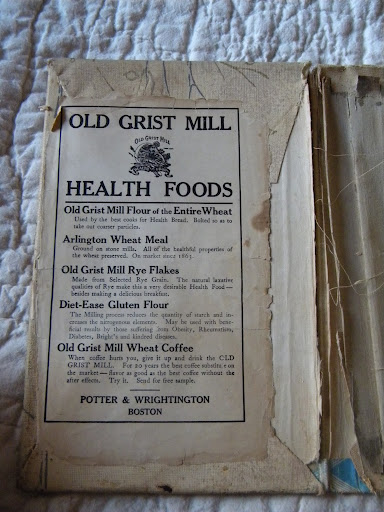 OLD GRIST MILL
OLD GRIST MILL
HEALTH FOODS
Old Grist Mill Flour of the Entire Wheat
Used by the best cooks for Health Bread. Bolted so as to
take out coarser particles.
Arlington Wheat Meal
Ground on stone mills. All of the healthful properties of
the wheat preserved. On market since 1863.
Old Grist Mill Rye Flakes
Made from Selected Rye Grain. The natural laxative
qualities of Rye make this a very desirable Health Food—
besides making a delicious breakfast.
Diet-Ease Gluten Flour
The Milling process reduces the quantity of starch and in-
creases the nitrogenous elements. May be used with bene-
ficial results by those suffering from Obesity, Rheumatism,
Diabetes, Bright's and kindred diseases.
Old Grist Mill Wheat Coffee
When coffee hurts you, give it up and drink the OLD
GRIST MILL. For 20 years the best coffee substitute on
the market—flavor as good as the best coffee without the
after effects. Try it. Send for free sample.
POTTER & WRIGHTINGTON
BOSTON